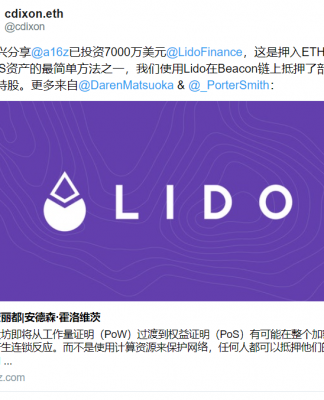 cdixon.eth
@cdixon
兴分享@a16z已投资7000万美元@LidoFinance，这是押入ETH
S资产的最简单方法之一，我们使用Lido在Beacon链上抵押了部
持股。更多来自@DarenMatsuoka & @_PorterSmith：
LIDO
丽都|安德森·霍洛维茨
坊即将从工作量证明（PoW）过渡到权益证明（PoS）有可能在整个加
生连锁反应。而不是使用计算资源来保护网络，任何人都可以抵押他们的
...
z.com